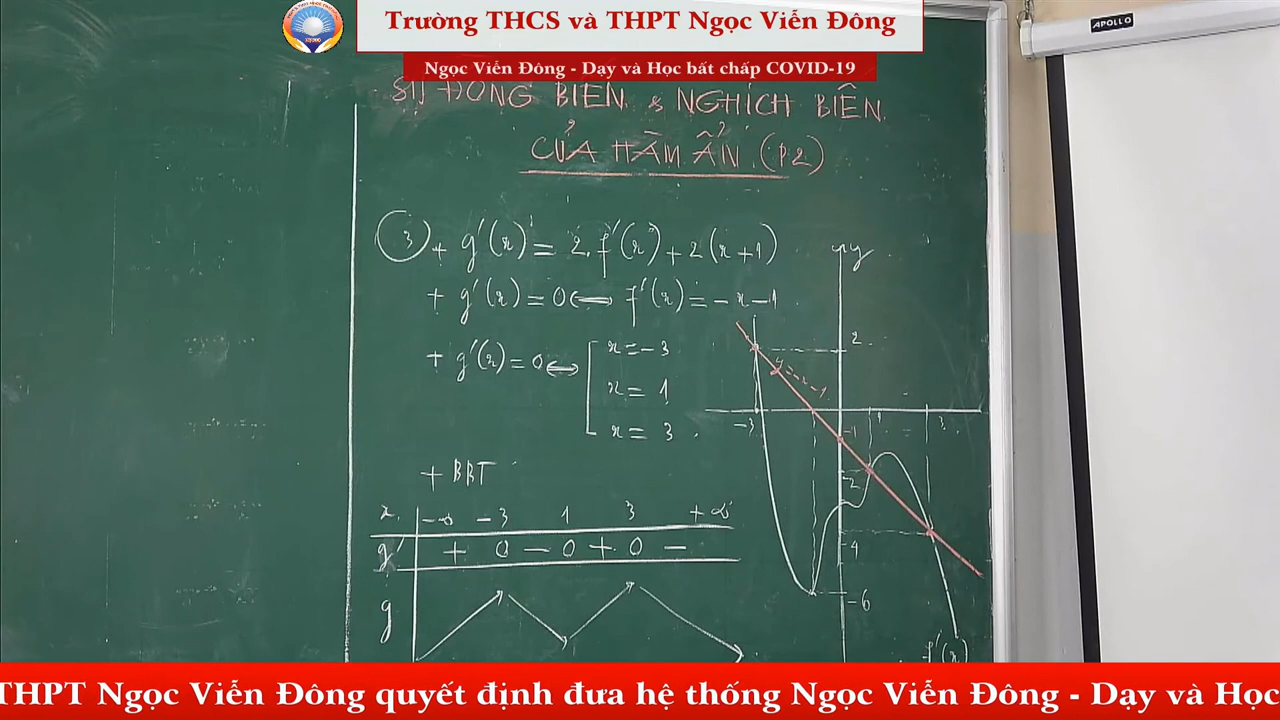 Trường THCS và THPT Ngọc Viễn Đông
APOLLO
Ngọc Viễn Đông - Dạy và Học bất chấp COVID-19
SỰ ĐỒNG BIẾN & NGHỊCH BIẾN
CỦA HÀM ẨN (P2)
3 + g'(x) = 2.f'(x) + 2(x+1)
+ g'(x) = 0 ⟺ f'(x) = -x-1
+ g'(x) = 0 ⟺ [ x = -3
x = 1
x = 3
+ BBT
x -∞ -3 1 3 +∞
g' + 0 - 0 + 0 -
g
y
2
y=-x-1
-3 -1 1 3
-2
-4
-6
f'(x)
THPT Ngọc Viễn Đông quyết định đưa hệ thống Ngọc Viễn Đông - Dạy và Học